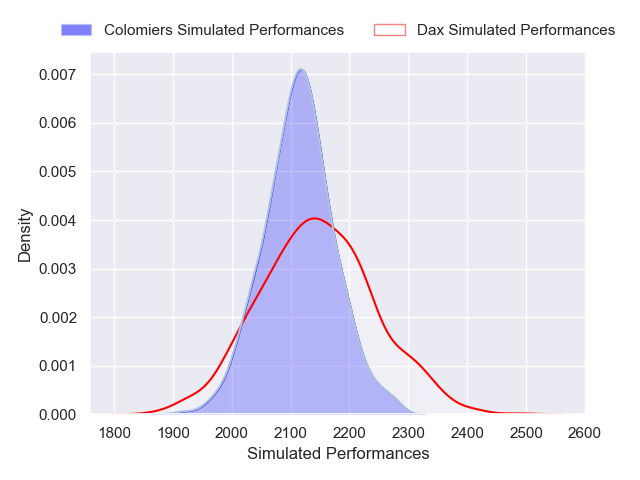 Colomiers Simulated Performances
Dax Simulated Performances
0.007
0.006
0.005
0.004
0.003
0.002
0.001
0.000
Density
1800 1900 2000 2100 2200 2300 2400 2500 2600
Simulated Performances